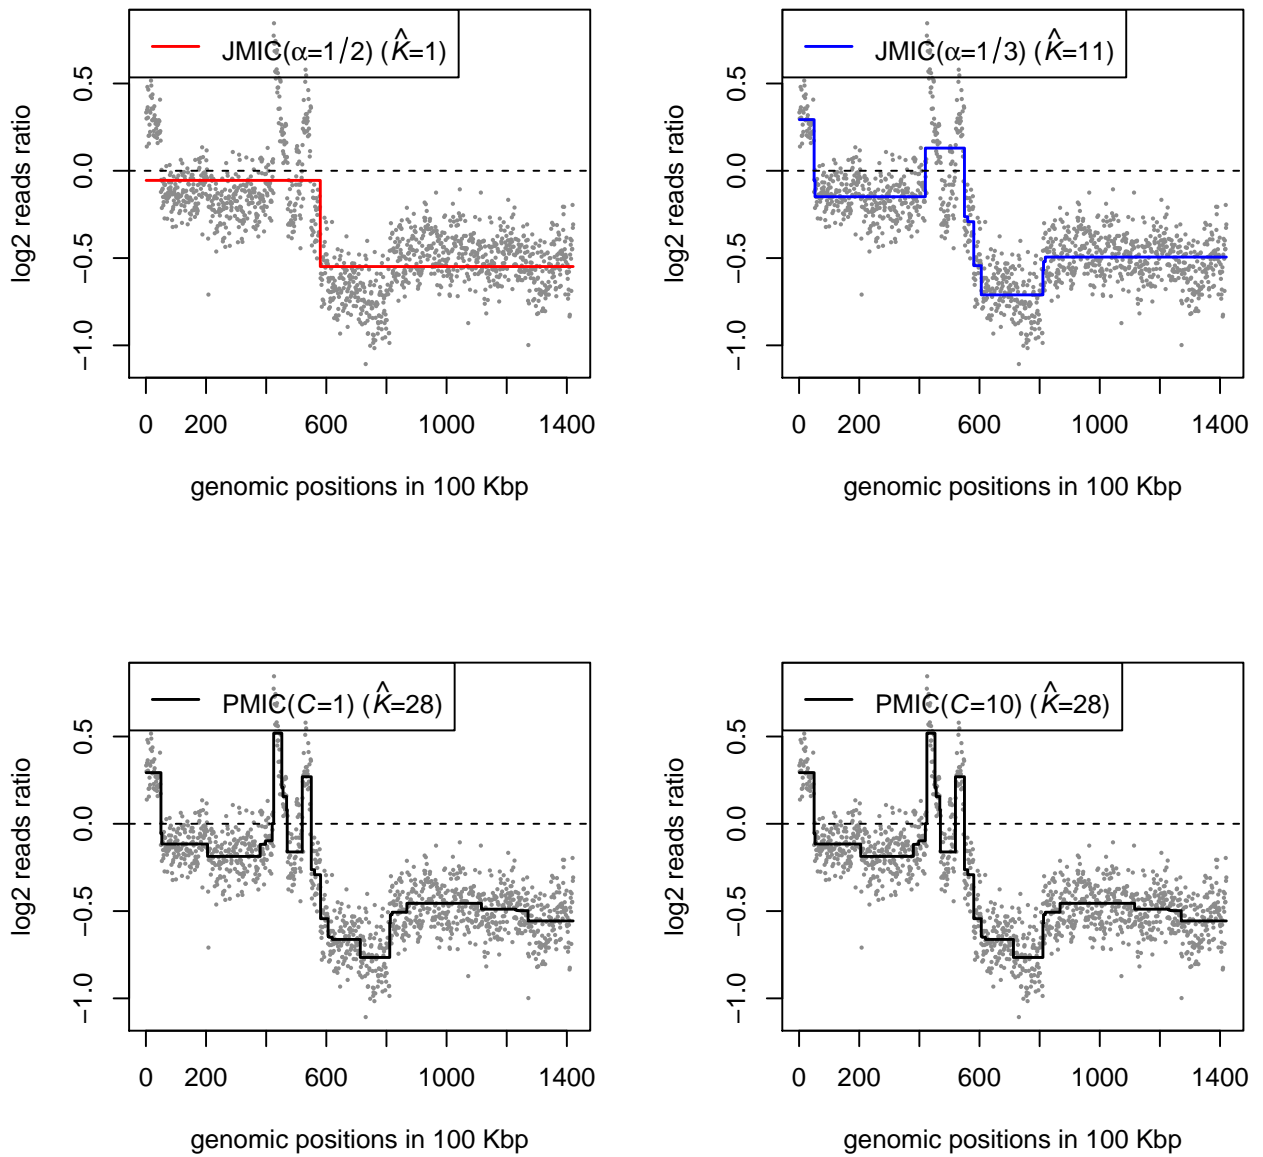 JMIC(α=1/2) (K̂=1)
log2 reads ratio
0.5
0.0
−0.5
−1.0
0 200 600 1000 1400
genomic positions in 100 Kbp
JMIC(α=1/3) (K̂=11)
log2 reads ratio
0.5
0.0
−0.5
−1.0
0 200 600 1000 1400
genomic positions in 100 Kbp
PMIC(C=1) (K̂=28)
log2 reads ratio
0.5
0.0
−0.5
−1.0
0 200 600 1000 1400
genomic positions in 100 Kbp
PMIC(C=10) (K̂=28)
log2 reads ratio
0.5
0.0
−0.5
−1.0
0 200 600 1000 1400
genomic positions in 100 Kbp